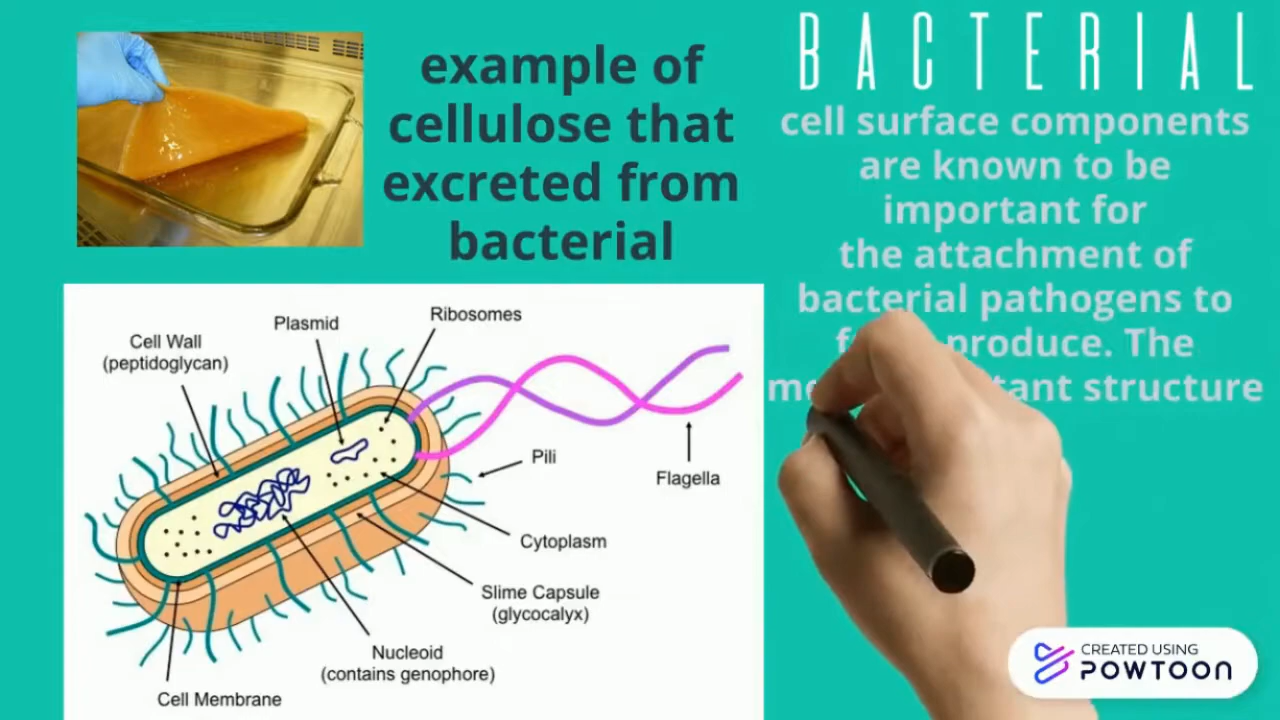 example of
cellulose that
excreted from
bacterial
BACTERIAL
cell surface components
are known to be
important for
the attachment of
bacterial pathogens to
produce. The
structure
Cell Wall
(peptidoglycan)
Plasmid
Ribosomes
Pili
Flagella
Cytoplasm
Slime Capsule
(glycocalyx)
Nucleoid
(contains genophore)
Cell Membrane
CREATED USING
POWTOON